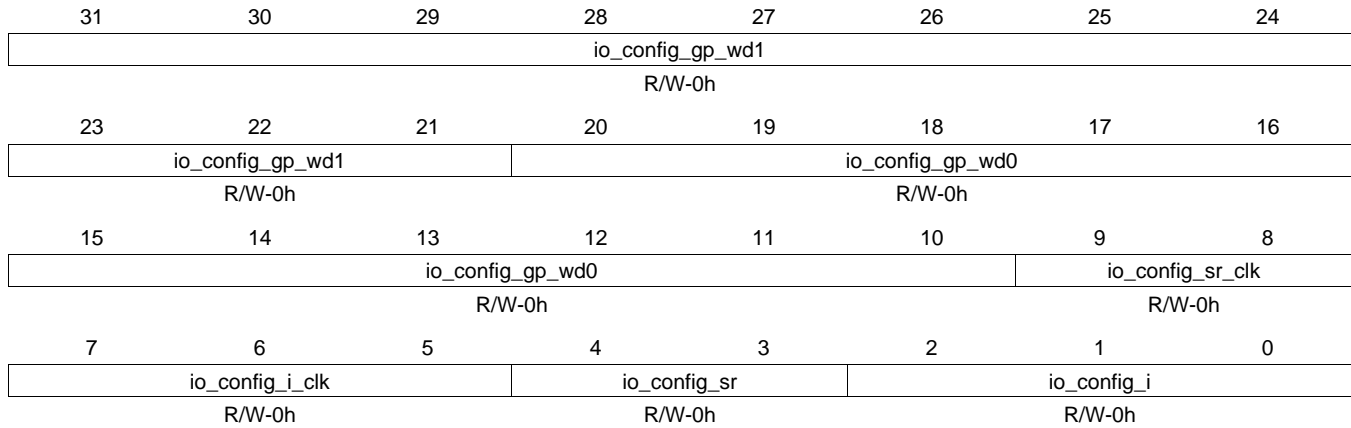 31 30 29 28 27 26 25 24
io_config_gp_wd1
R/W-0h
23 22 21 20 19 18 17 16
io_config_gp_wd1 io_config_gp_wd0
R/W-0h R/W-0h
15 14 13 12 11 10 9 8
io_config_gp_wd0 io_config_sr_clk
R/W-0h R/W-0h
7 6 5 4 3 2 1 0
io_config_i_clk io_config_sr io_config_i
R/W-0h R/W-0h R/W-0h